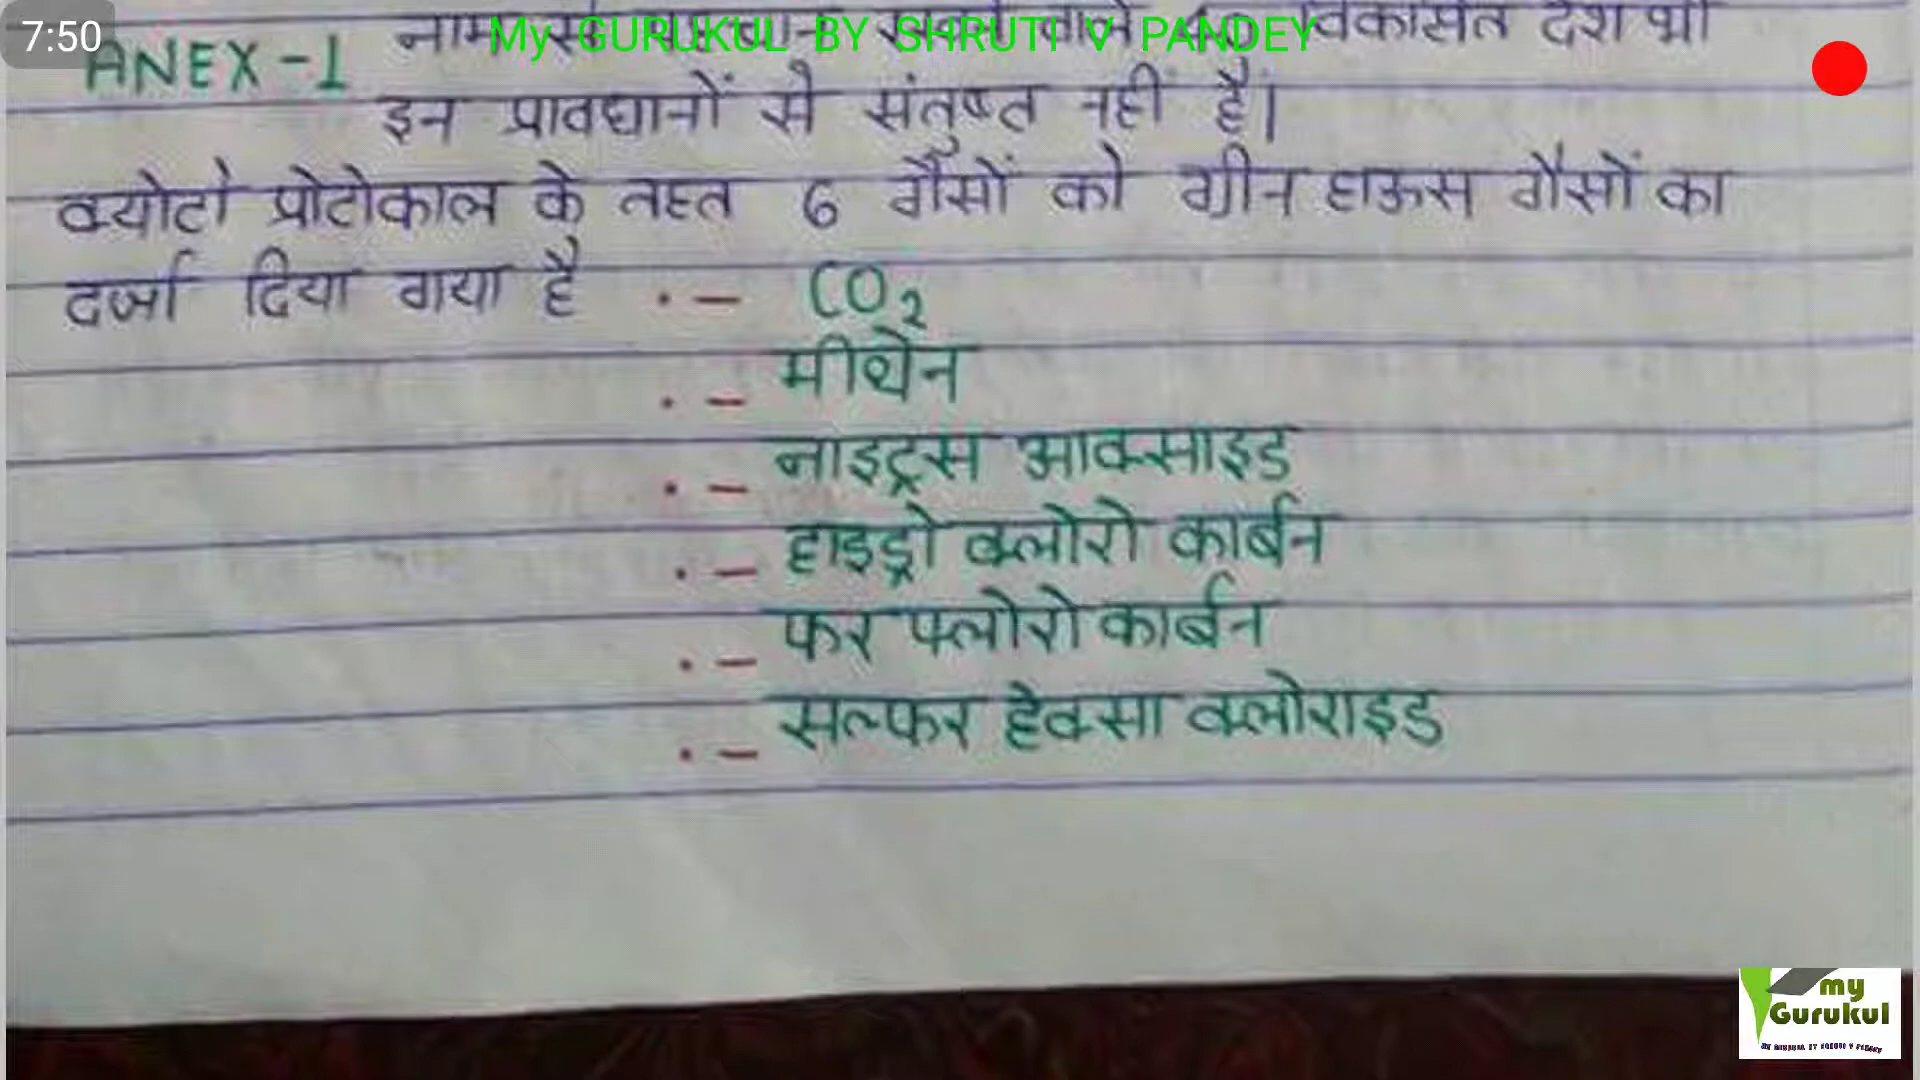 7:50
My GURUKUL BY SHRUTI V PANDEY
ANEX-1 विकासत देश भी
इन प्रावधानों से संतुष्त नही है।
क्योटो प्रोटोकाल के तहत 6 गैसों को ग्रीन हाऊस गैसों का
दर्जा दिया गया है .- CO₂
.- मीथेन
.- नाइट्रस आक्साइड
.- हाइड्रो क्लोरो कार्बन
.- फर फ्लोरो कार्बन
.- सल्फर हेक्सा क्लोराइड
my
Gurukul